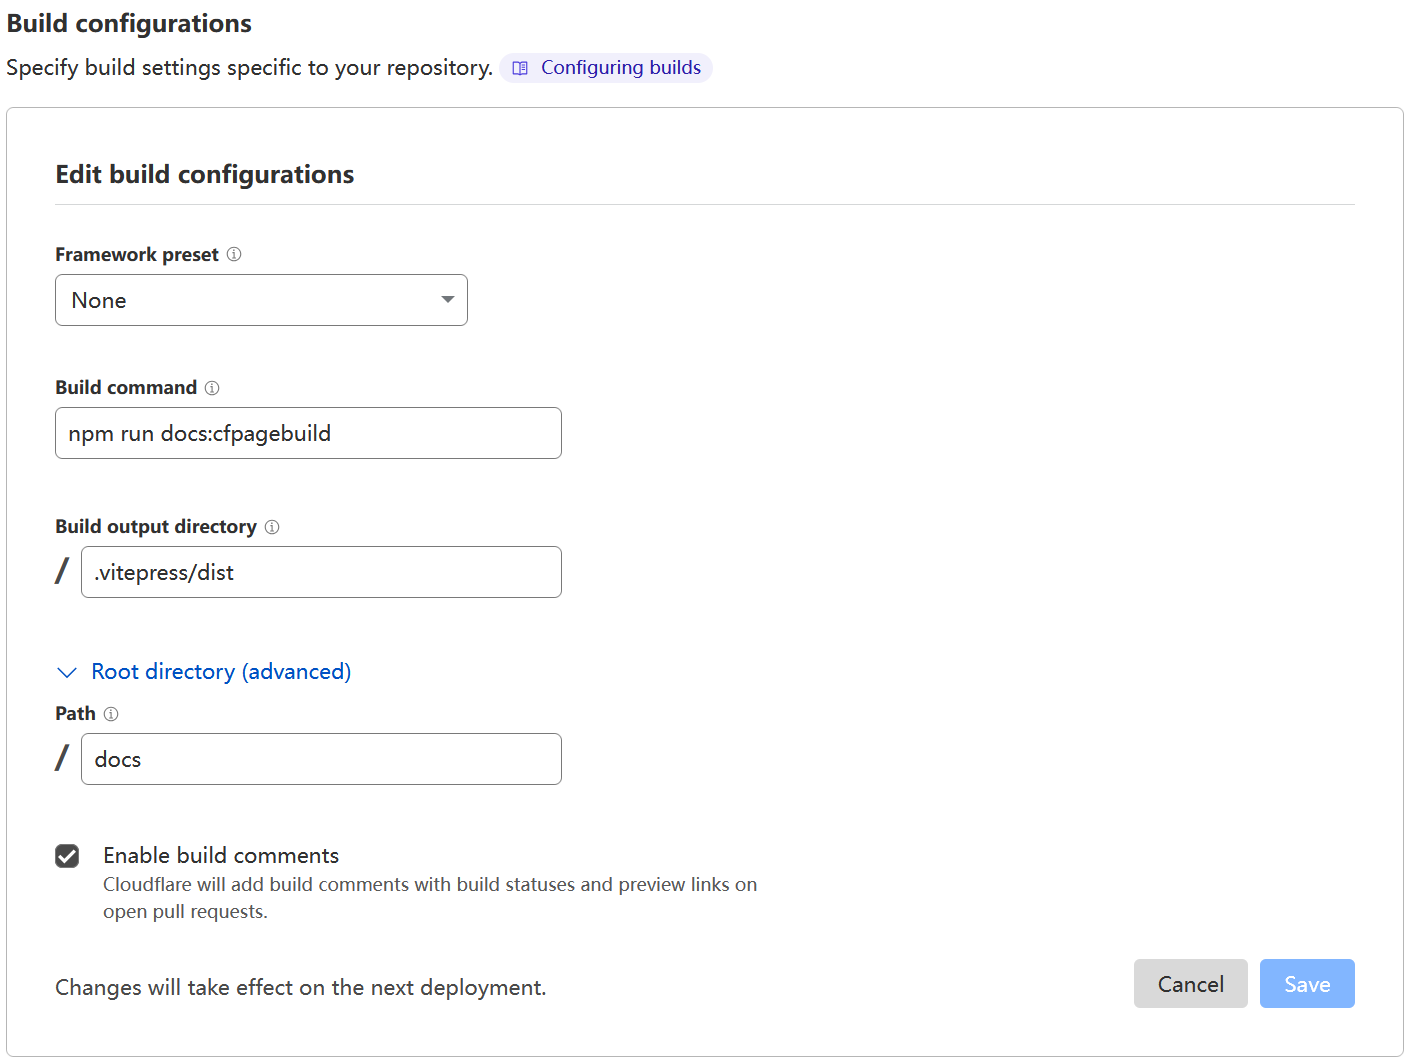 Build configurations
Specify build settings specific to your repository. Configuring builds
Edit build configurations
Framework preset
None
Build command
npm run docs:cfpagebuild
Build output directory
/ .vitepress/dist
Root directory (advanced)
Path
/ docs
Enable build comments
Cloudflare will add build comments with build statuses and preview links on
open pull requests.
Changes will take effect on the next deployment.
Cancel Save